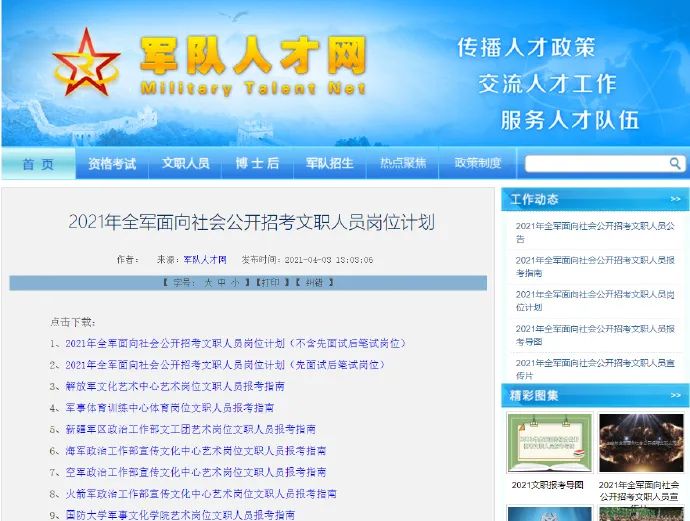 军队人才网
Military Talent Net
传播人才政策
交流人才工作
服务人才队伍
首 页 资格考试 文职人员 博士后 军队招生 热点聚焦 政策制度
2021年全军面向社会公开招考文职人员岗位计划
作者： 来源：军队人才网 发布时间：2021-04-03 13:03:06
【 字号： 大 中 小 】【打印 】【 纠错 】
点击下载：
1、2021年全军面向社会公开招考文职人员岗位计划（不含先面试后笔试岗位）
2、2021年全军面向社会公开招考文职人员岗位计划（先面试后笔试岗位）
3、解放军文化艺术中心艺术岗位文职人员报考指南
4、军事体育训练中心体育岗位文职人员报考指南
5、新疆军区政治工作部文工团艺术岗位文职人员报考指南
6、海军政治工作部宣传文化中心艺术岗位文职人员报考指南
7、空军政治工作部宣传文化中心艺术岗位文职人员报考指南
8、火箭军政治工作部宣传文化中心艺术岗位文职人员报考指南
9、国防大学军事文化学院艺术岗位文职人员报考指南
工作动态 >>
2021年全军面向社会公开招考文职人员公
告
2021年全军面向社会公开招考文职人员报
考指南
2021年全军面向社会公开招考文职人员岗
位计划
2021年全军面向社会公开招考文职人员报
考导图
2021年全军面向社会公开招考文职人员宣
传片
精彩图集 >>
2021文职报考导图
2021年全军面向社会
公开招考文职人员宣